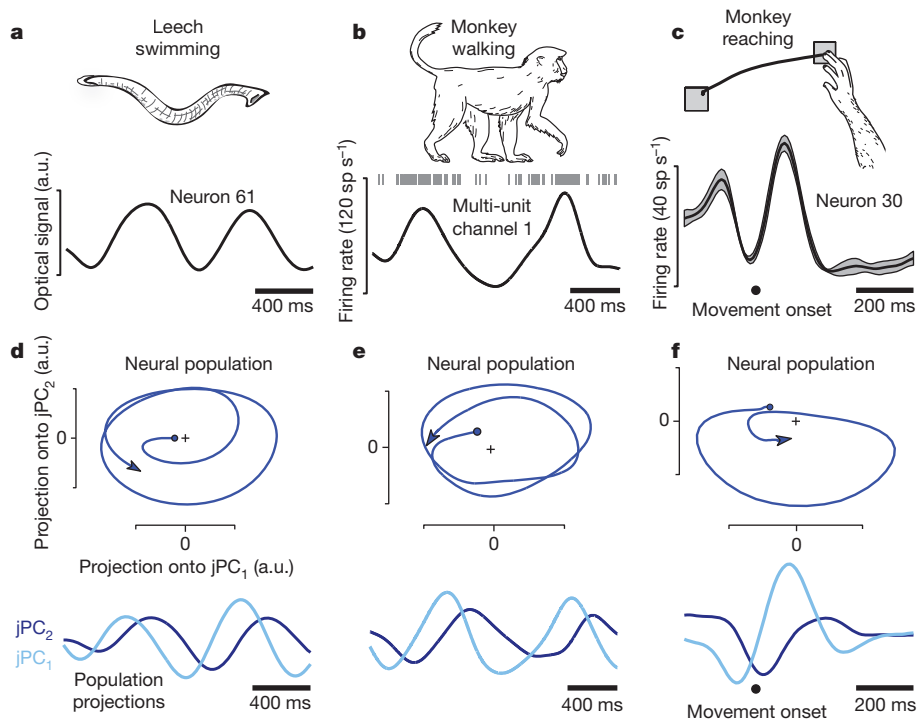 a
Leech
swimming
Optical signal (a.u.)
Neuron 61
400 ms
b
Monkey
walking
Firing rate (120 sp s⁻¹)
Multi-unit
channel 1
400 ms
c
Monkey
reaching
Firing rate (40 sp s⁻¹)
Neuron 30
Movement onset
200 ms
d
Neural population
Projection onto jPC₂ (a.u.)
0
0
Projection onto jPC₁ (a.u.)
jPC₂
jPC₁
Population
projections
400 ms
e
Neural population
0
0
400 ms
f
Neural population
0
0
Movement onset
200 ms